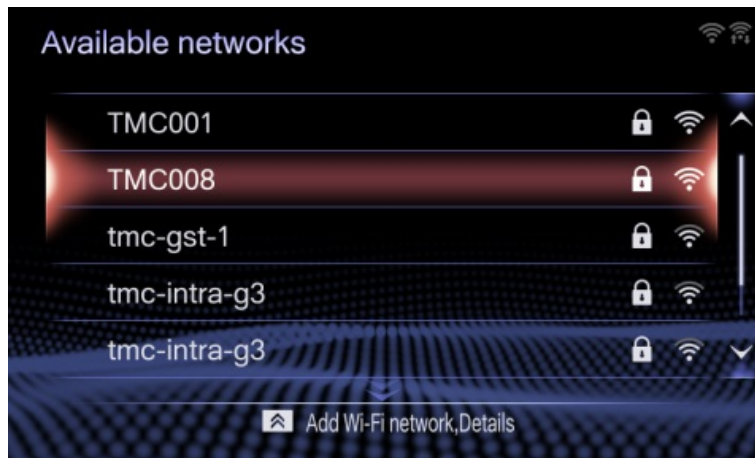 Available networks
TMC001
TMC008
tmc-gst-1
tmc-intra-g3
tmc-intra-g3
Add Wi-Fi network,Details